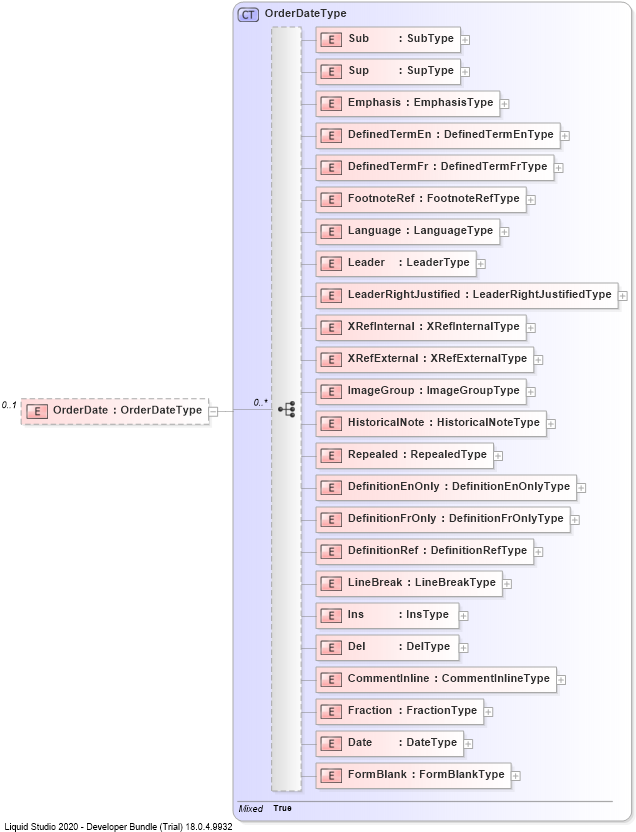 CT OrderDateType
E Sub : SubType
E Sup : SupType
E Emphasis : EmphasisType
E DefinedTermEn : DefinedTermEnType
E DefinedTermFr : DefinedTermFrType
E FootnoteRef : FootnoteRefType
E Language : LanguageType
E Leader : LeaderType
E LeaderRightJustified : LeaderRightJustifiedType
E XRefInternal : XRefInternalType
E XRefExternal : XRefExternalType
E ImageGroup : ImageGroupType
0..1 E OrderDate : OrderDateType 0..*
E HistoricalNote : HistoricalNoteType
E Repealed : RepealedType
E DefinitionEnOnly : DefinitionEnOnlyType
E DefinitionFrOnly : DefinitionFrOnlyType
E DefinitionRef : DefinitionRefType
E LineBreak : LineBreakType
E Ins : InsType
E Del : DelType
E CommentInline : CommentInlineType
E Fraction : FractionType
E Date : DateType
E FormBlank : FormBlankType
Mixed True
Liquid Studio 2020 - Developer Bundle (Trial) 18.0.4.9932